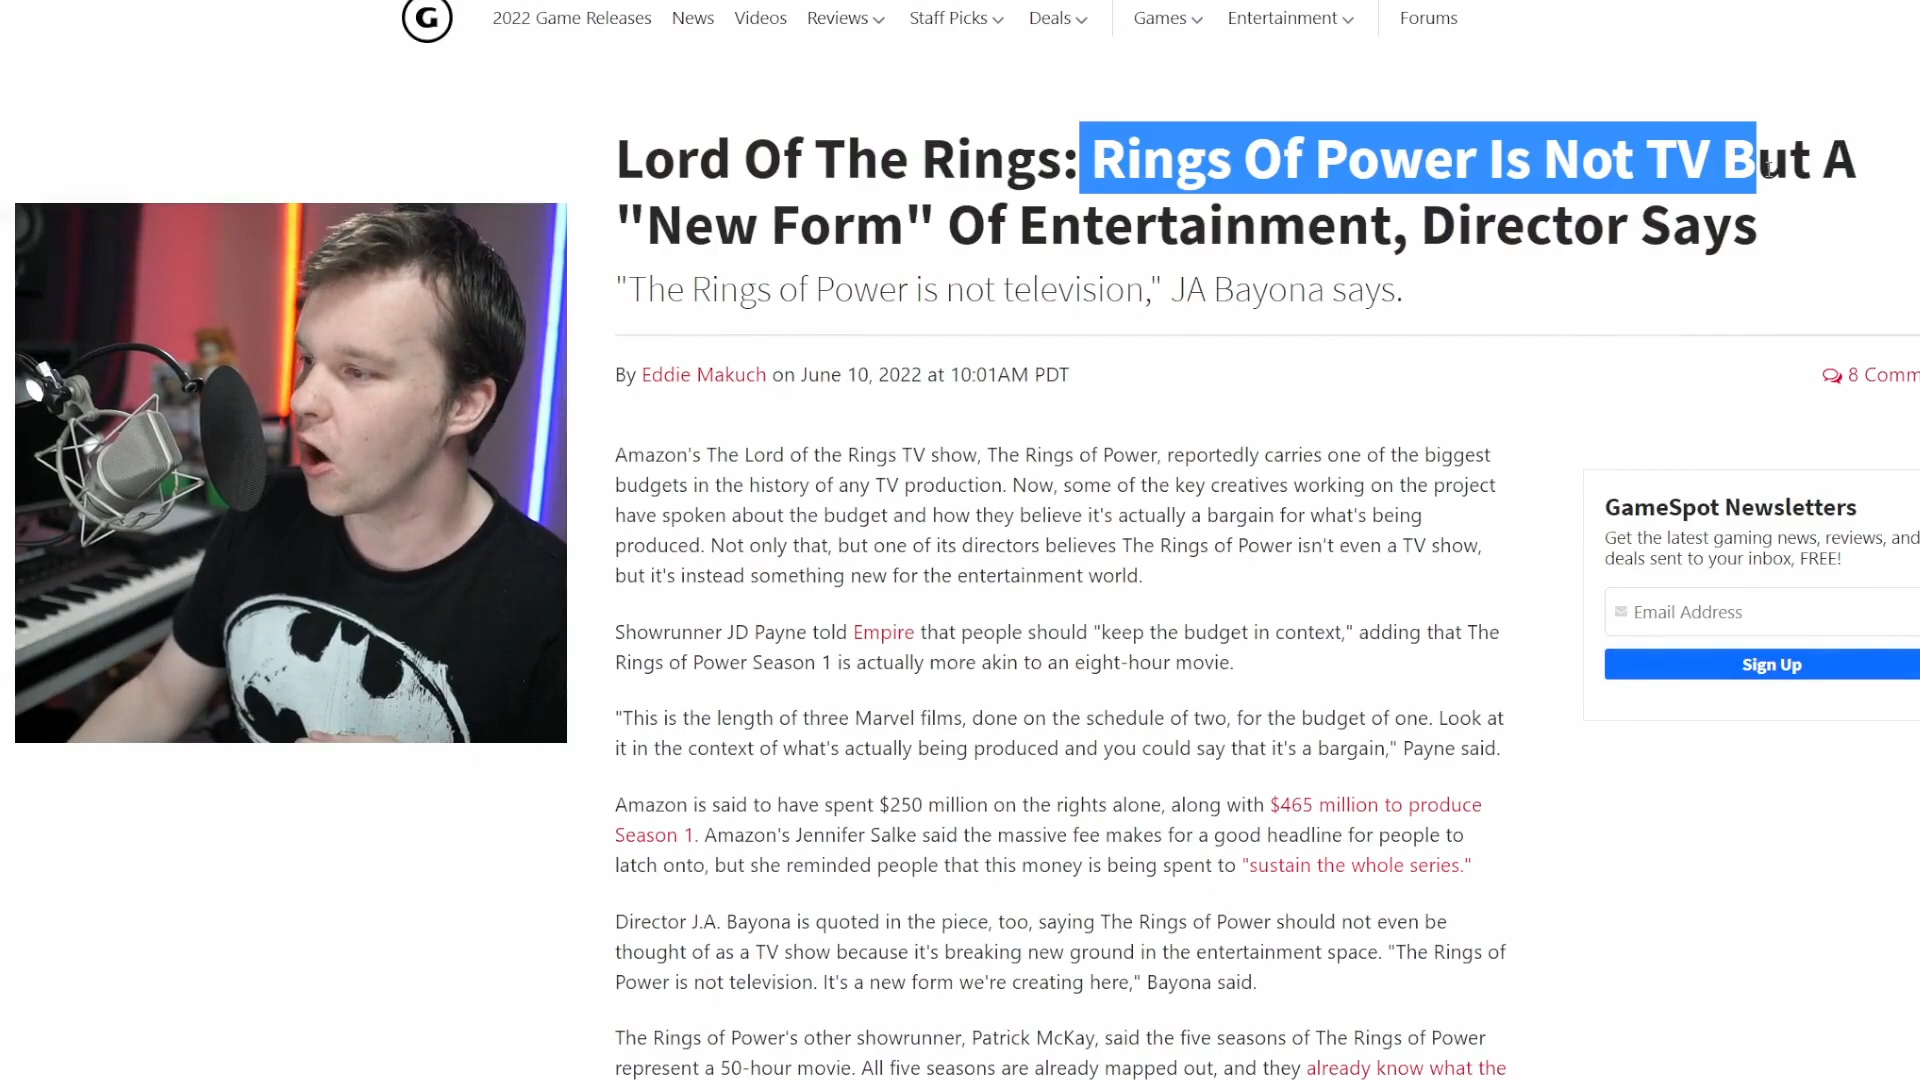 G
2022 Game Releases News Videos Reviews Staff Picks Deals Games Entertainment Forums
Lord Of The Rings: Rings Of Power Is Not TV But A
"New Form" Of Entertainment, Director Says
"The Rings of Power is not television," JA Bayona says.
By Eddie Makuch on June 10, 2022 at 10:01AM PDT
8 Comm
Amazon's The Lord of the Rings TV show, The Rings of Power, reportedly carries one of the biggest
budgets in the history of any TV production. Now, some of the key creatives working on the project
have spoken about the budget and how they believe it's actually a bargain for what's being
produced. Not only that, but one of its directors believes The Rings of Power isn't even a TV show,
but it's instead something new for the entertainment world.
Showrunner JD Payne told Empire that people should "keep the budget in context," adding that The
Rings of Power Season 1 is actually more akin to an eight-hour movie.
"This is the length of three Marvel films, done on the schedule of two, for the budget of one. Look at
it in the context of what's actually being produced and you could say that it's a bargain," Payne said.
Amazon is said to have spent $250 million on the rights alone, along with $465 million to produce
Season 1. Amazon's Jennifer Salke said the massive fee makes for a good headline for people to
latch onto, but she reminded people that this money is being spent to "sustain the whole series."
Director J.A. Bayona is quoted in the piece, too, saying The Rings of Power should not even be
thought of as a TV show because it's breaking new ground in the entertainment space. "The Rings of
Power is not television. It's a new form we're creating here," Bayona said.
The Rings of Power's other showrunner, Patrick McKay, said the five seasons of The Rings of Power
represent a 50-hour movie. All five seasons are already mapped out, and they already know what the
GameSpot Newsletters
Get the latest gaming news, reviews, and
deals sent to your inbox, FREE!
Email Address
Sign Up